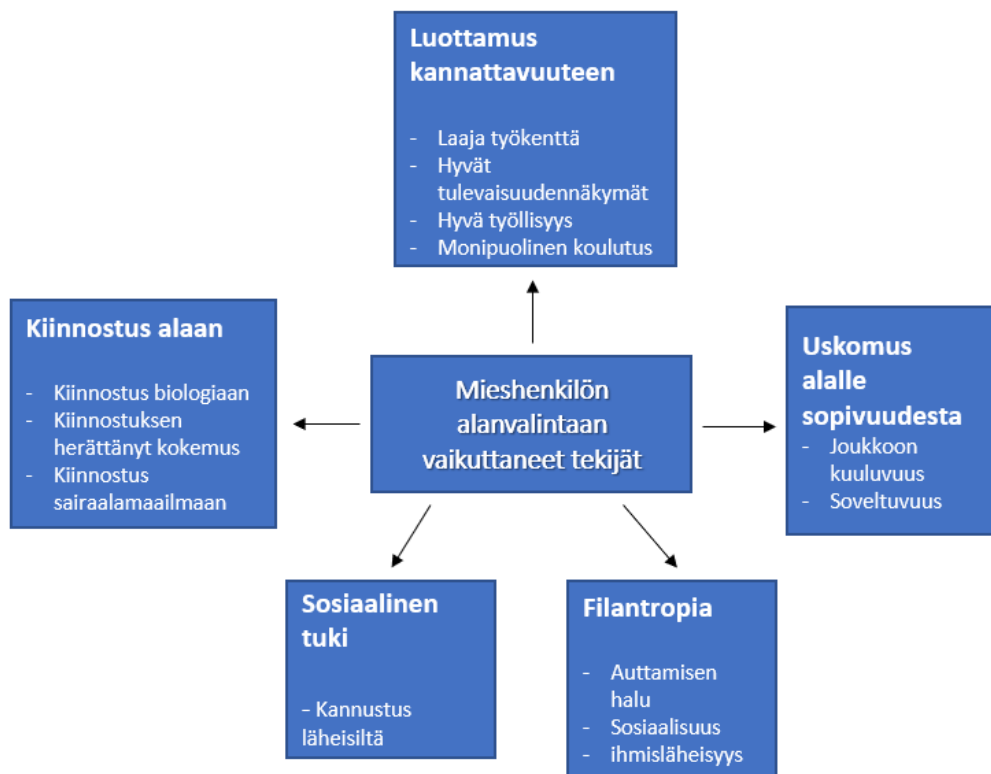 Luottamus
kannattavuuteen
- Laaja työkenttä
- Hyvät
tulevaisuudennäkymät
- Hyvä työllisyys
- Monipuolinen koulutus
Kiinnostus alaan
- Kiinnostus biologiaan
- Kiinnostuksen
herättänyt kokemus
- Kiinnostus
sairaalamaailmaan
Mieshenkilön
alanvalintaan
vaikuttaneet tekijät
Uskomus
alalle
sopivuudesta
- Joukkoon
kuuluvuus
- Soveltuvuus
Sosiaalinen
tuki
- Kannustus
läheisiltä
Filantropia
- Auttamisen
halu
- Sosiaalisuus
- ihmisläheisyys